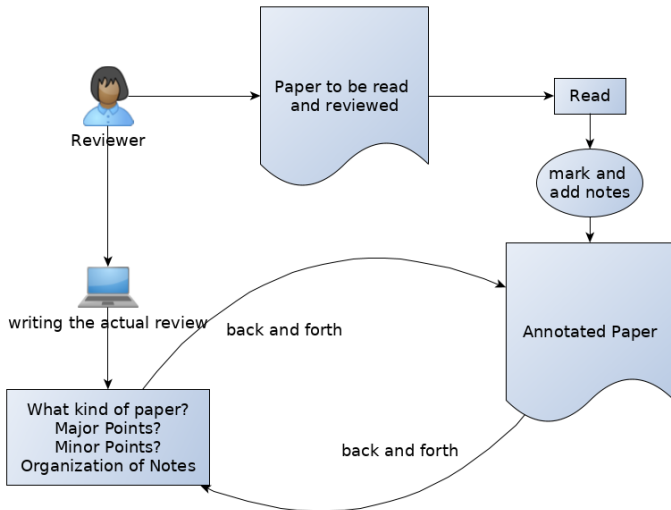 Paper to be read
and reviewed
Read
Reviewer
mark and
add notes
writing the actual review
back and forth
Annotated Paper
What kind of paper?
Major Points?
Minor Points?
Organization of Notes
back and forth